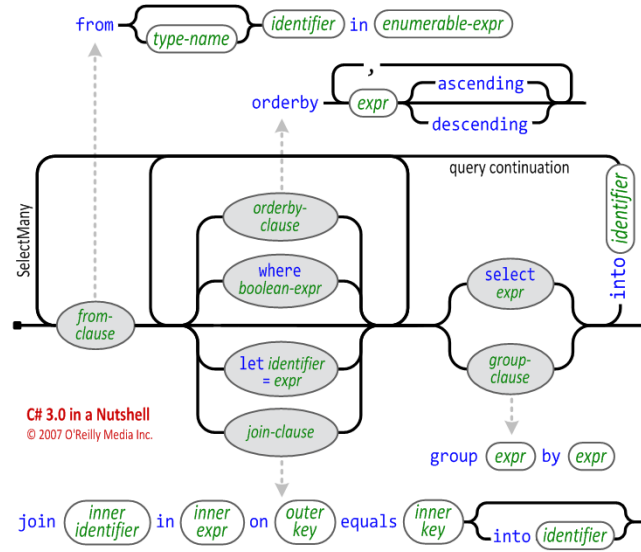 from type-name identifier in enumerable-expr
,
orderby expr ascending
descending
query continuation
SelectMany
identifier
into
orderby-
clause
where
boolean-expr
select
expr
from-
clause
let identifier
= expr
group-
clause
join-clause
C# 3.0 in a Nutshell
© 2007 O'Reilly Media Inc.
group expr by expr
join inner identifier in inner expr on outer key equals inner key
into identifier